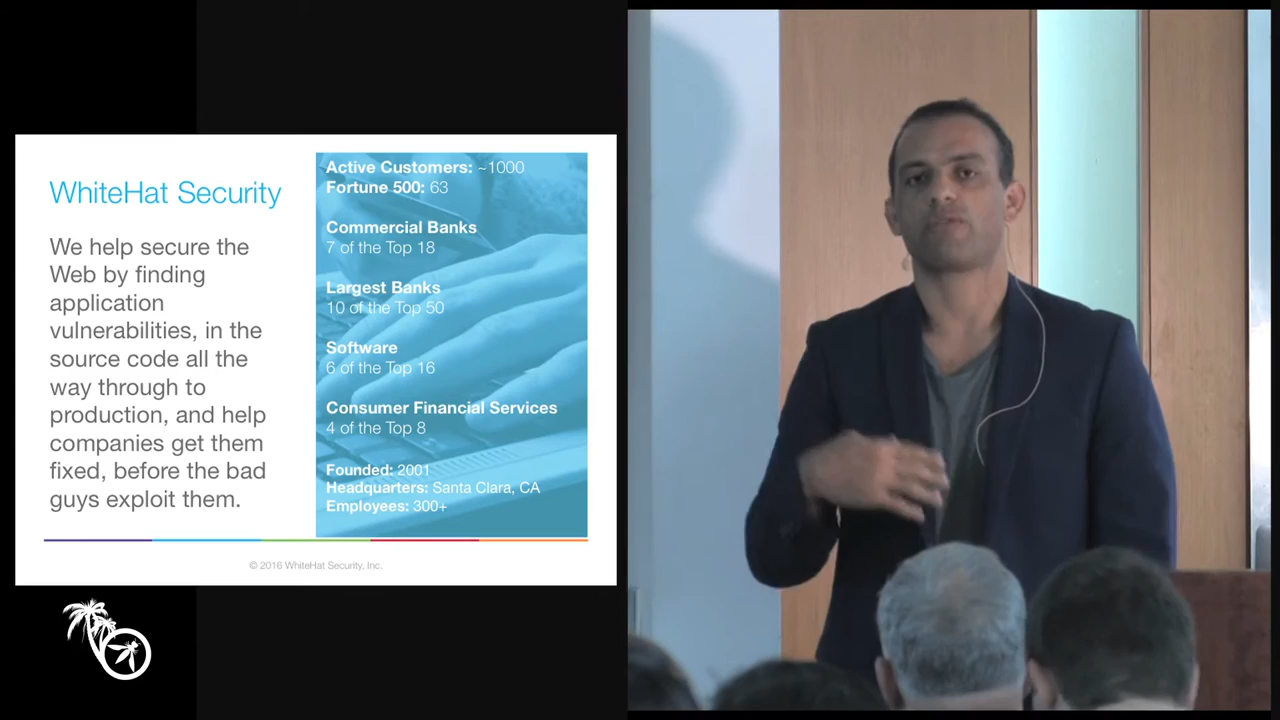 WhiteHat Security
We help secure the
Web by finding
application
vulnerabilities, in the
source code all the
way through to
production, and help
companies get them
fixed, before the bad
guys exploit them.
Active Customers: ~1000
Fortune 500: 63
Commercial Banks
7 of the Top 18
Largest Banks
10 of the Top 50
Software
6 of the Top 16
Consumer Financial Services
4 of the Top 8
Founded: 2001
Headquarters: Santa Clara, CA
Employees: 300+
© 2016 WhiteHat Security, Inc.